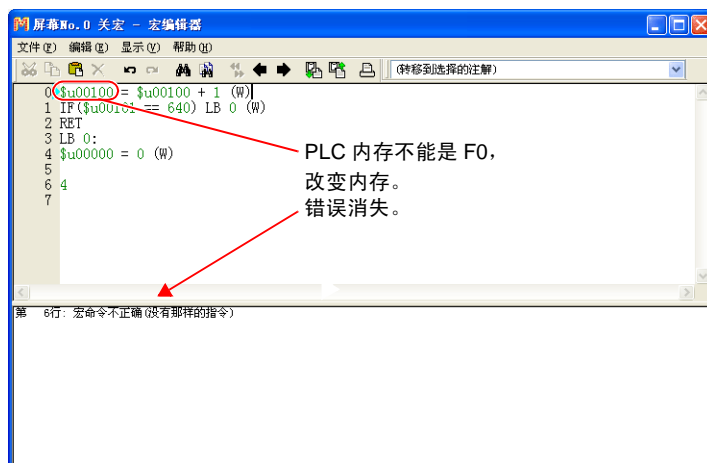 屏幕No.0 关宏 - 宏编辑器
文件(F) 编辑(E) 显示(V) 帮助(H)
(转移到选择的注解)
0 $u00100 = $u00100 + 1 (W)
1 IF($u00101 == 640) LB 0 (W)
2 RET
3 LB 0:
4 $u00000 = 0 (W)
5
6 4
7
PLC 内存不能是 F0，
改变内存。
错误消失。
第 6行: 宏命令不正确(没有那样的指令)